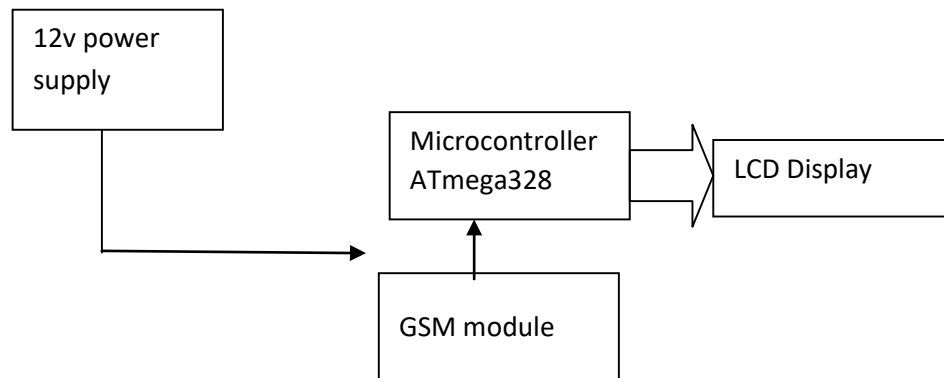 12v power
supply
Microcontroller
ATmega328
LCD Display
GSM module